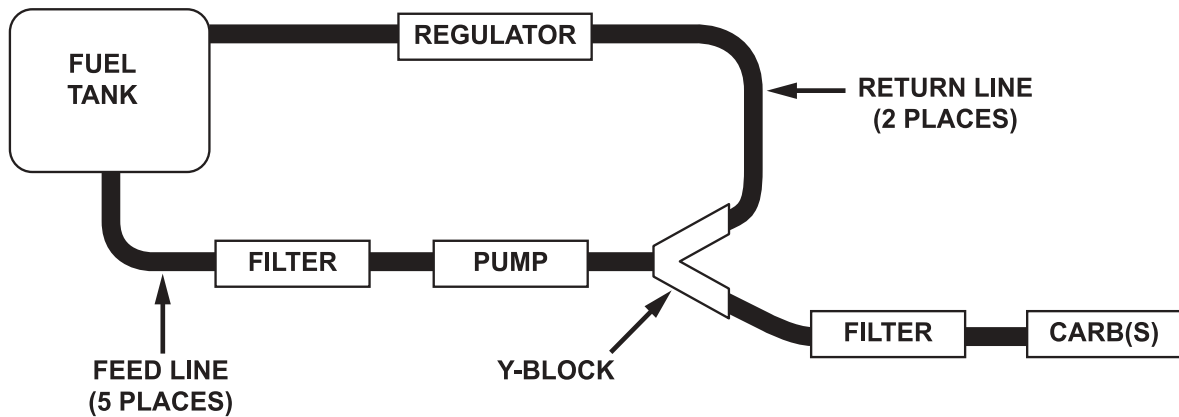 FUEL
TANK
REGULATOR
RETURN LINE
(2 PLACES)
FILTER
PUMP
FEED LINE
(5 PLACES)
Y-BLOCK
FILTER
CARB(S)